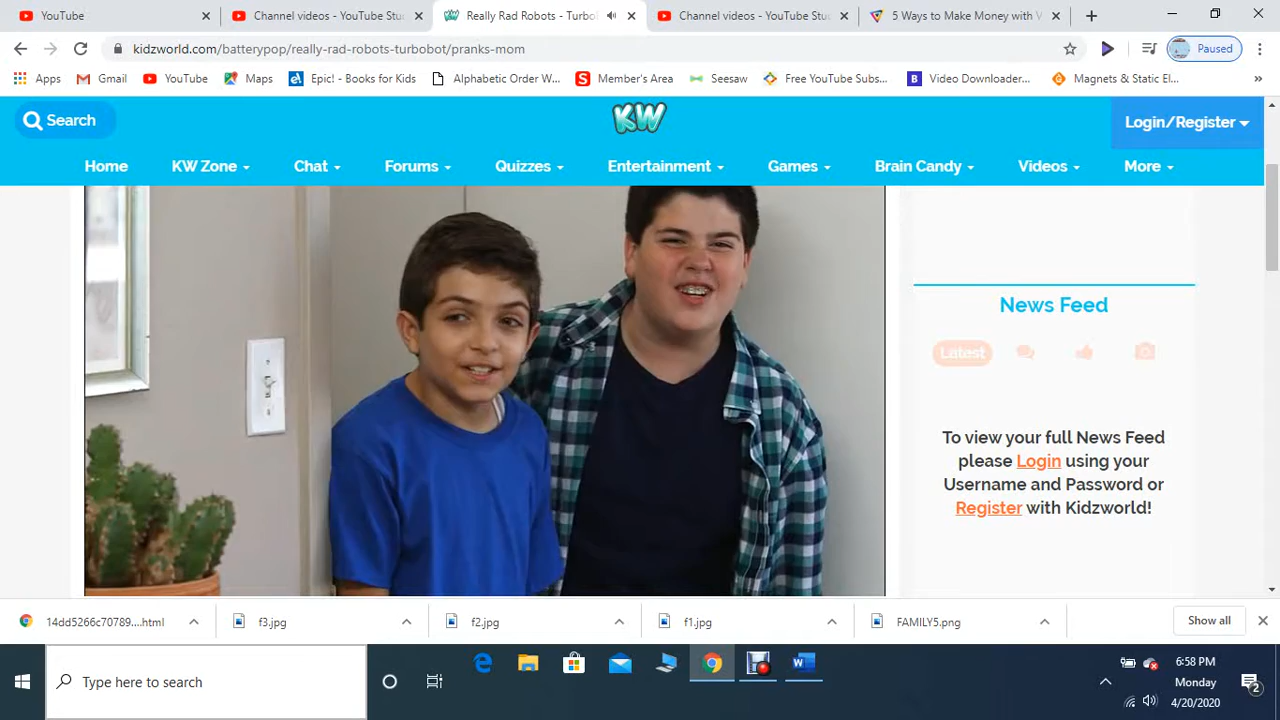 YouTube
Channel videos - YouTube Stu
Really Rad Robots - Turbo
Channel videos - YouTube Stu
5 Ways to Make Money with V
kidzworld.com/batterypop/really-rad-robots-turbobot/pranks-mom
Paused
Apps
Gmail
YouTube
Maps
Epic! - Books for Kids
Alphabetic Order W...
Member's Area
Seesaw
Free YouTube Subs...
Video Downloader...
Magnets & Static El...
Search
KW
Login/Register
Home
KW Zone
Chat
Forums
Quizzes
Entertainment
Games
Brain Candy
Videos
More
News Feed
Latest
To view your full News Feed
please Login using your
Username and Password or
Register with Kidzworld!
14dd5266c70789....html
f3.jpg
f2.jpg
f1.jpg
FAMILY5.png
Show all
Type here to search
6:58 PM
Monday
4/20/2020
2